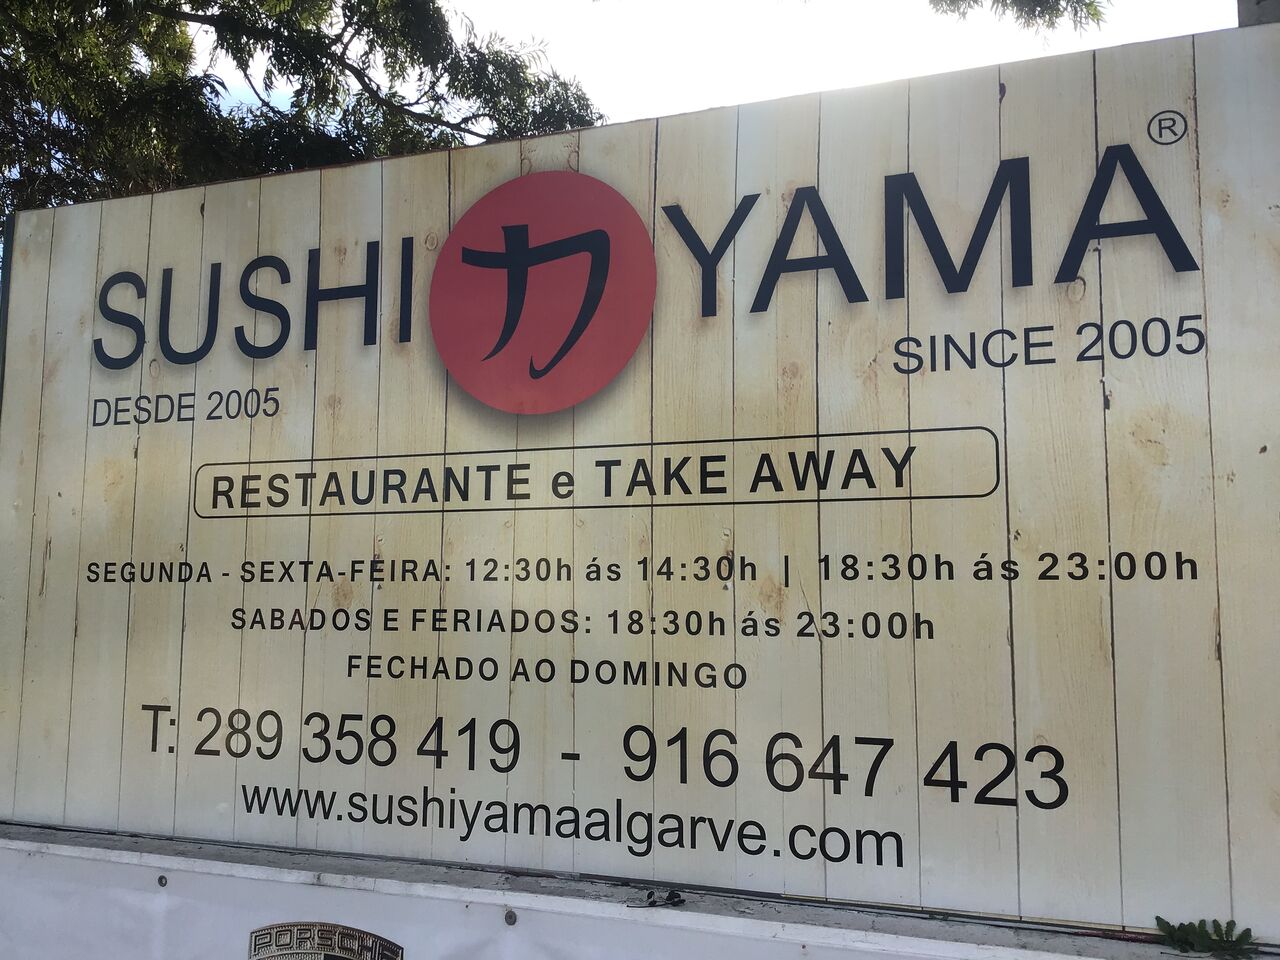 SUSHI 力 YAMA ®
DESDE 2005
SINCE 2005
RESTAURANTE e TAKE AWAY
SEGUNDA - SEXTA-FEIRA: 12:30h ás 14:30h | 18:30h ás 23:00h
SABADOS E FERIADOS: 18:30h ás 23:00h
FECHADO AO DOMINGO
T: 289 358 419 - 916 647 423
www.sushiyamaalgarve.com
PORSCHE